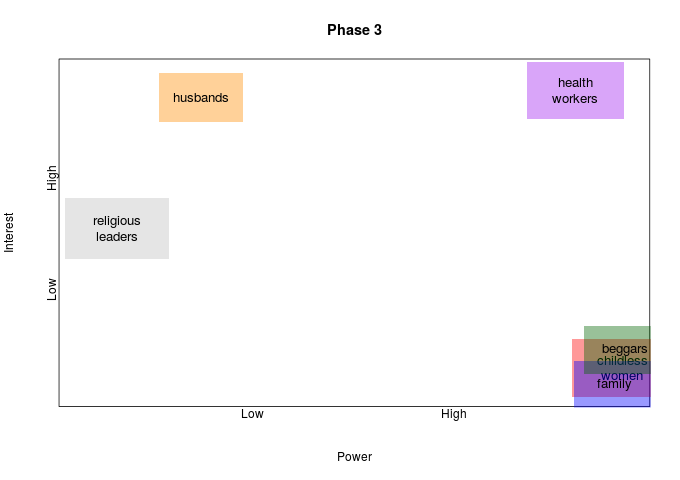 Phase 3
husbands
health
workers
High
religious
leaders
Interest
Low
beggars
childless
women
family
Low
High
Power